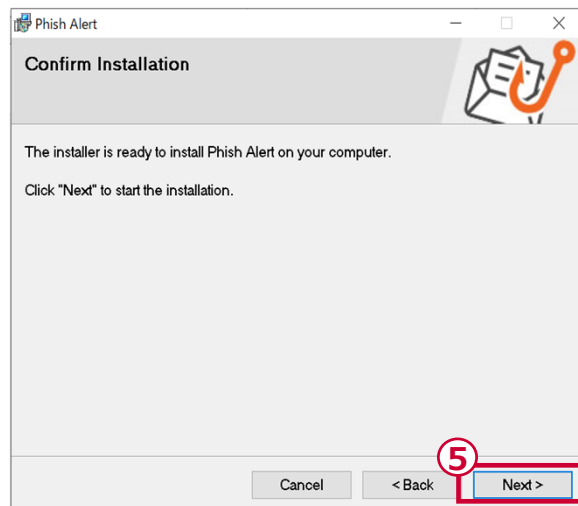 Phish Alert
Confirm Installation
The installer is ready to install Phish Alert on your computer.
Click "Next" to start the installation.
⑤
Cancel
< Back
Next >